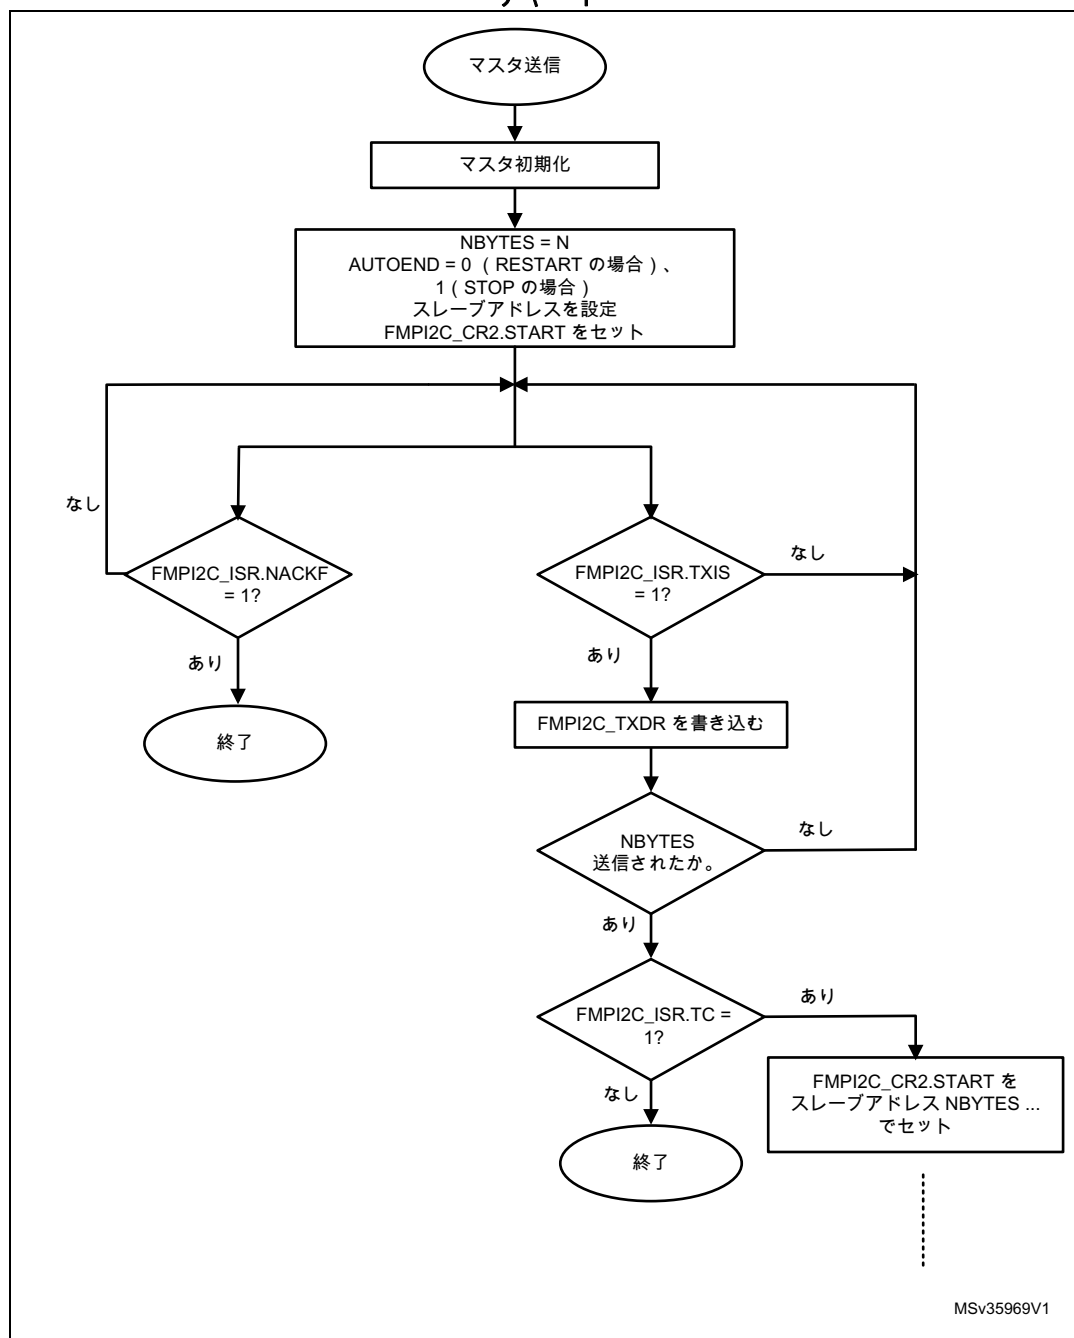 マスタ送信
マスタ初期化
NBYTES = N
AUTOEND = 0 ( RESTART の場合 ) 、
1 ( STOP の場合 )
スレーブアドレスを設定
FMPI2C_CR2.START をセット
なし
FMPI2C_ISR.NACKF
= 1?
あり
終了
FMPI2C_ISR.TXIS
= 1?
なし
あり
FMPI2C_TXDR を書き込む
NBYTES
送信されたか。
なし
あり
FMPI2C_ISR.TC =
1?
あり
なし
FMPI2C_CR2.START を
スレーブアドレス NBYTES ...
でセット
終了
MSv35969V1